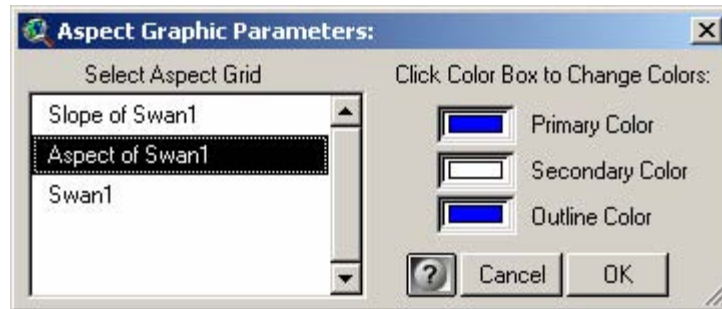 Aspect Graphic Parameters:
Select Aspect Grid
Slope of Swan1
Aspect of Swan1
Swan1
Click Color Box to Change Colors:
Primary Color
Secondary Color
Outline Color
? Cancel OK